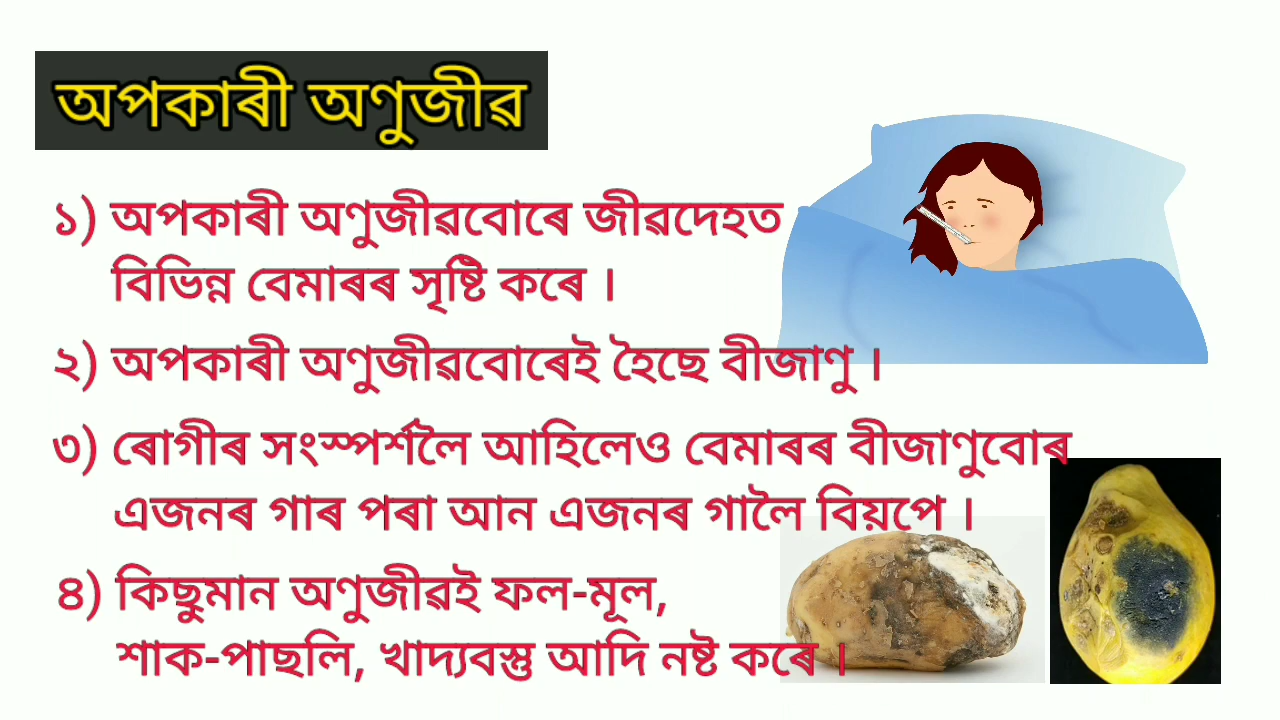 অপকাৰী অণুজীৱ
১) অপকাৰী অণুজীৱবোৰে জীৱদেহত
বিভিন্ন বেমাৰৰ সৃষ্টি কৰে ।
২) অপকাৰী অণুজীৱবোৰেই হৈছে বীজাণু ।
৩) ৰোগীৰ সংস্পৰ্শলৈ আহিলেও বেমাৰৰ বীজাণুবোৰ
এজনৰ গাৰ পৰা আন এজনৰ গালৈ বিয়পে ।
৪) কিছুমান অণুজীৱই ফল-মূল,
শাক-পাছলি, খাদ্যবস্তু আদি নষ্ট কৰে ।